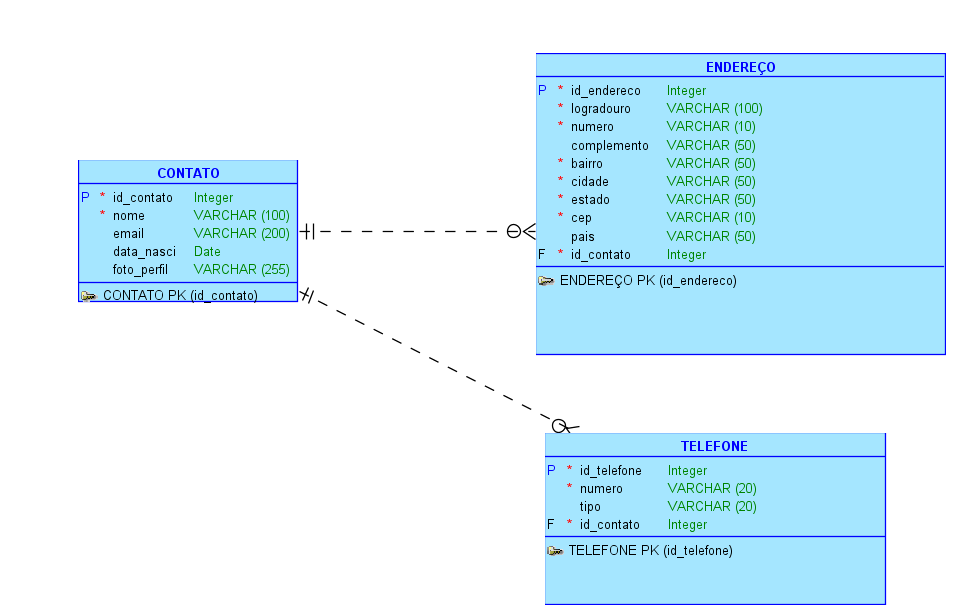 CONTATO
P * id_contato Integer
* nome VARCHAR (100)
email VARCHAR (200)
data_nasci Date
foto_perfil VARCHAR (255)
CONTATO PK (id_contato)
ENDEREÇO
P * id_endereco Integer
* logradouro VARCHAR (100)
* numero VARCHAR (10)
complemento VARCHAR (50)
* bairro VARCHAR (50)
* cidade VARCHAR (50)
* estado VARCHAR (50)
* cep VARCHAR (10)
pais VARCHAR (50)
F * id_contato Integer
ENDEREÇO PK (id_endereco)
TELEFONE
P * id_telefone Integer
* numero VARCHAR (20)
tipo VARCHAR (20)
F * id_contato Integer
TELEFONE PK (id_telefone)